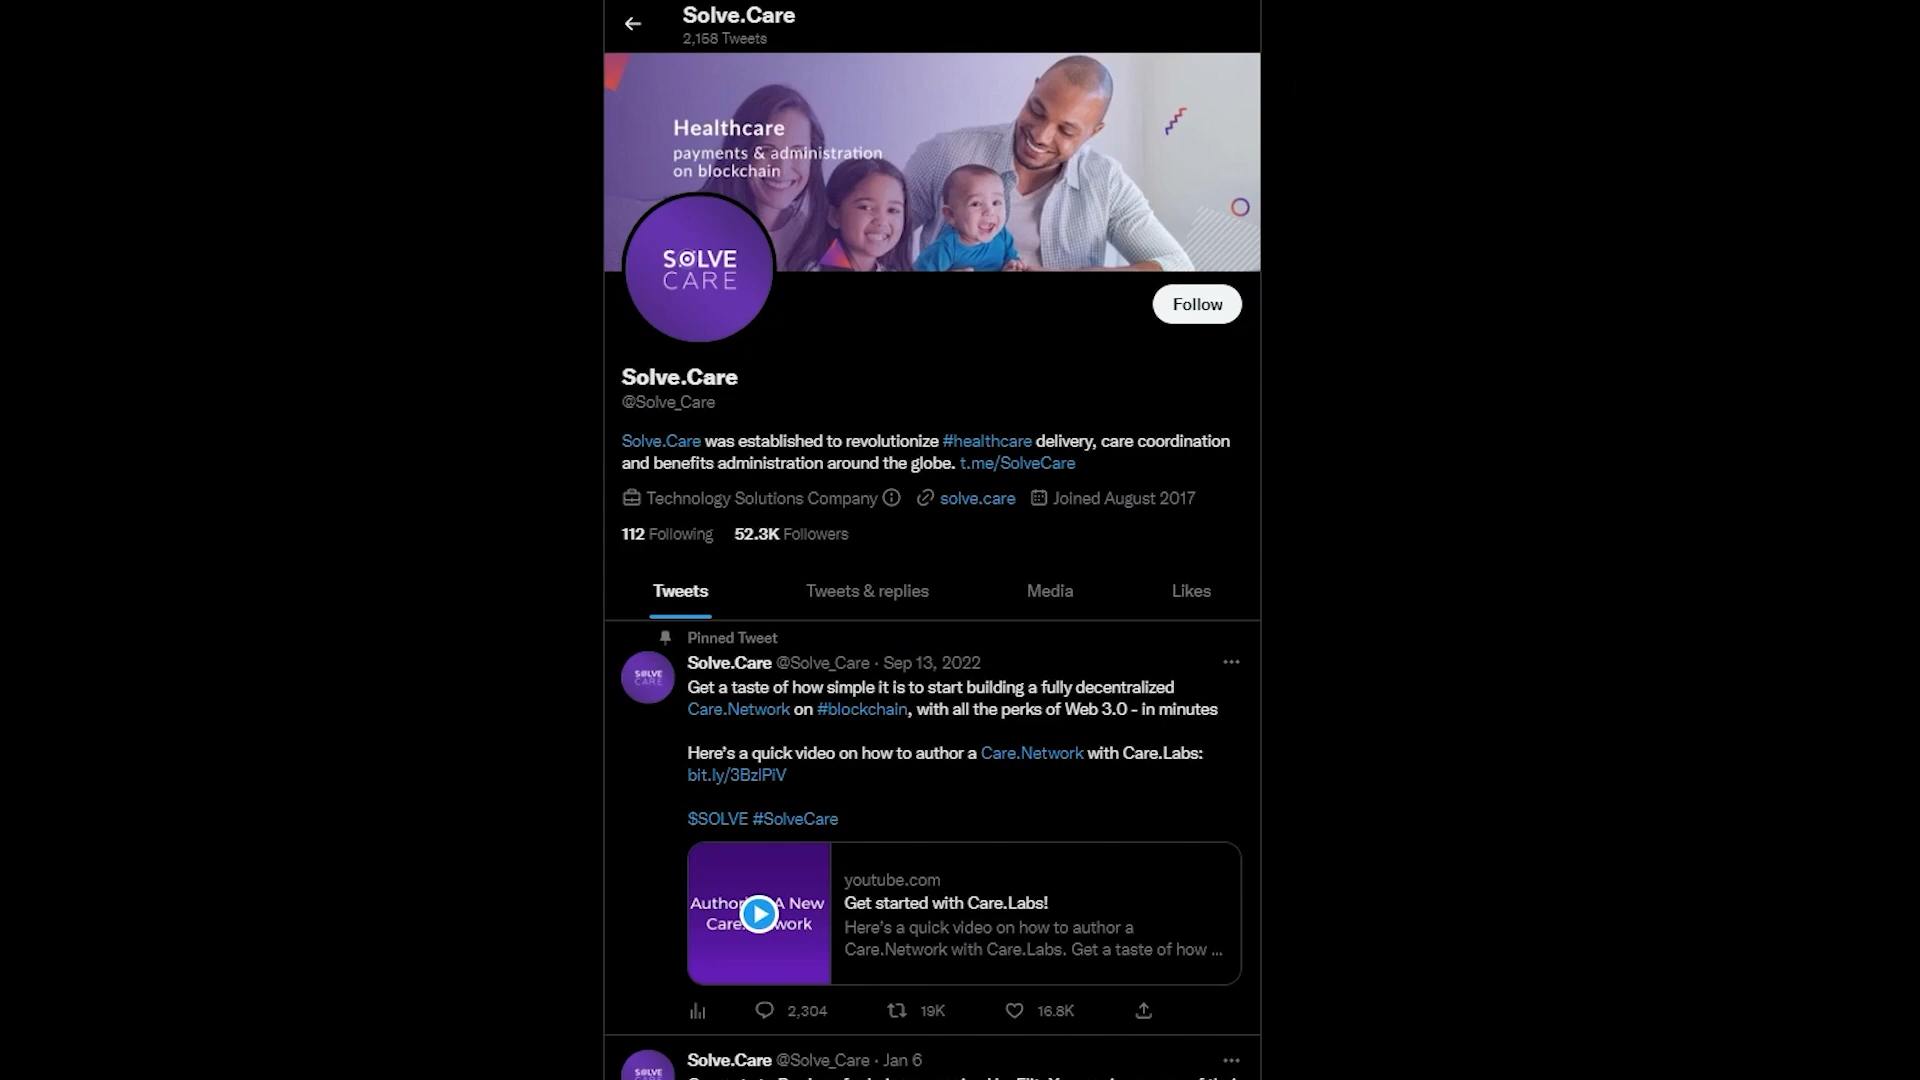 Solve.Care
2,158 Tweets
Healthcare
payments & administration
on blockchain
SOLVE
CARE
Follow
Solve.Care
@Solve_Care
Solve.Care was established to revolutionize #healthcare delivery, care coordination
and benefits administration around the globe. t.me/SolveCare
Technology Solutions Company solve.care Joined August 2017
112 Following 52.3K Followers
Tweets Tweets & replies Media Likes
Pinned Tweet
Solve.Care @Solve_Care · Sep 13, 2022
SOLVE
CARE
Get a taste of how simple it is to start building a fully decentralized
Care.Network on #blockchain, with all the perks of Web 3.0 - in minutes
Here's a quick video on how to author a Care.Network with Care.Labs:
bit.ly/3BzlPiV
$SOLVE #SolveCare
A New
youtube.com
Get started with Care.Labs!
Here's a quick video on how to author a
Care.Network with Care.Labs. Get a taste of how ...
2,304 19K 16.8K
Solve.Care @Solve_Care · Jan 6
SOLVE